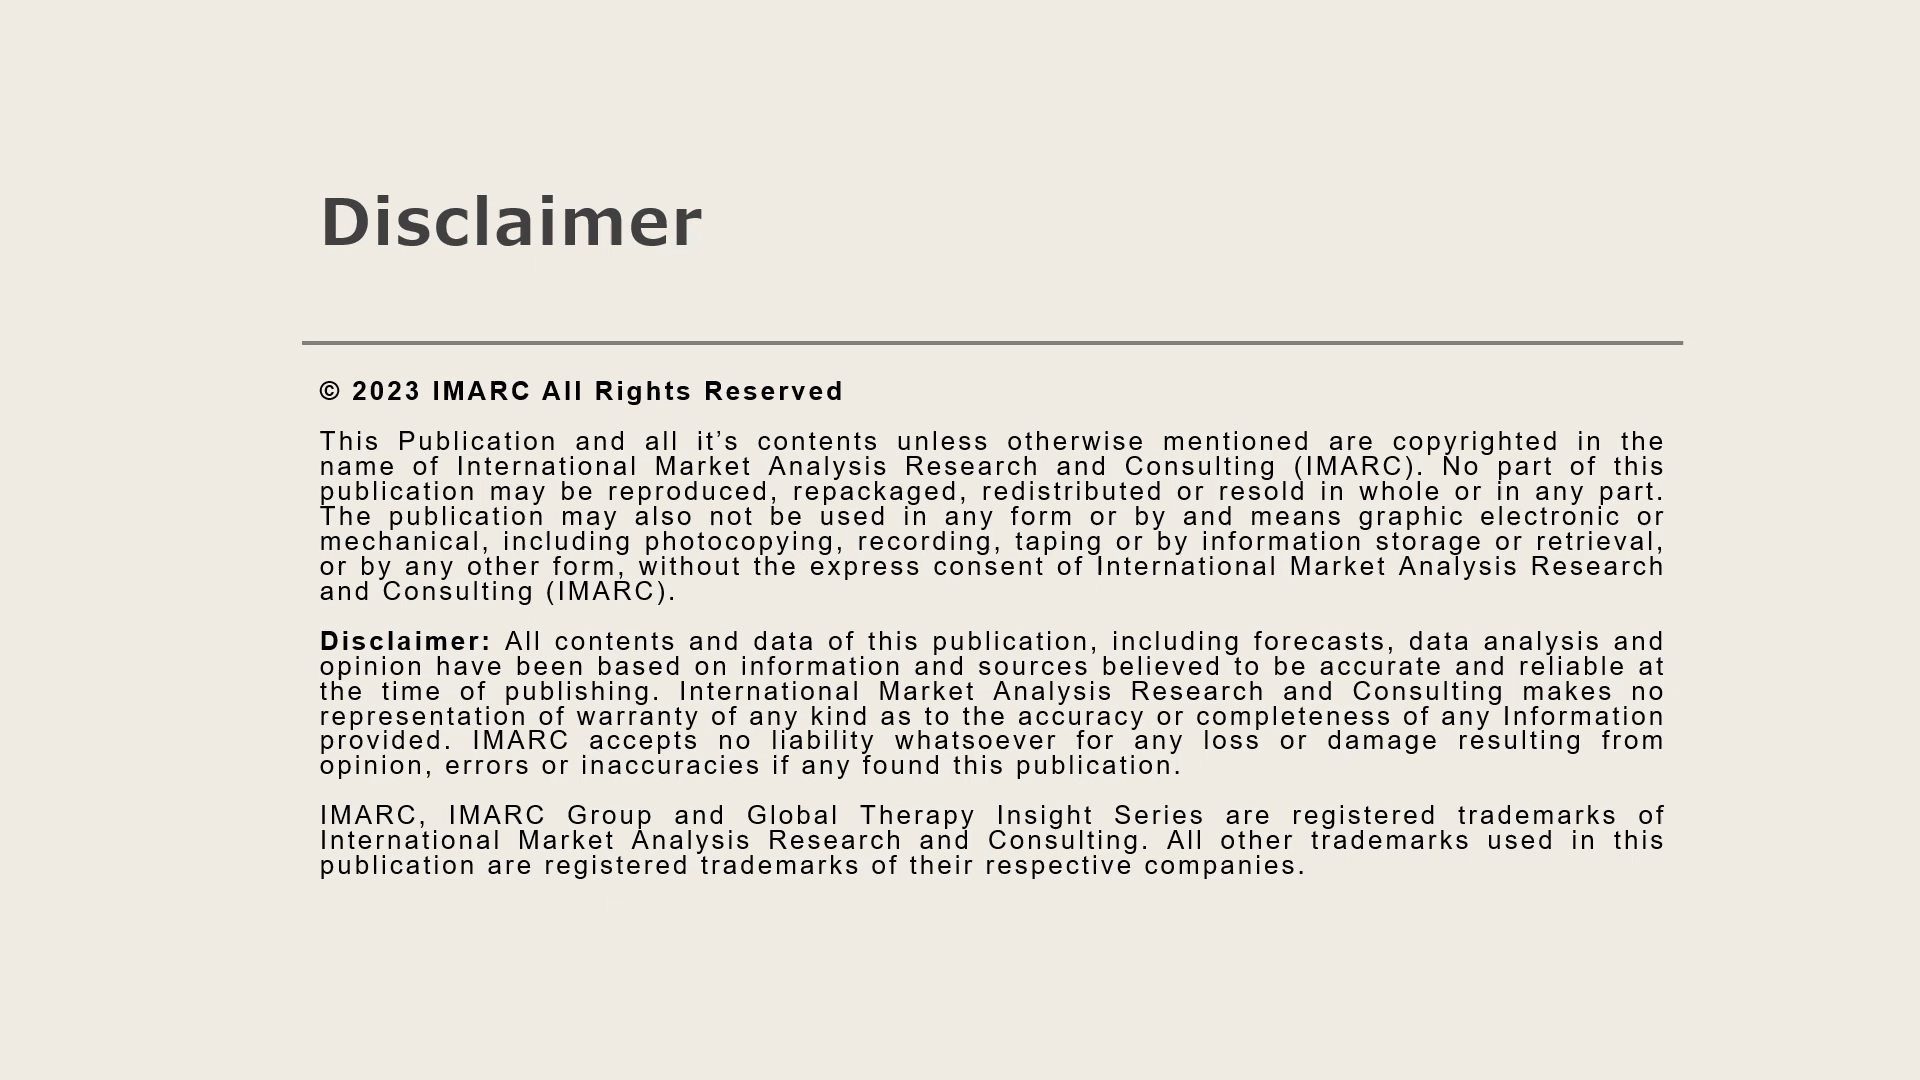 Disclaimer
© 2023 IMARC All Rights Reserved
This Publication and all it’s contents unless otherwise mentioned are copyrighted in the
name of International Market Analysis Research and Consulting (IMARC). No part of this
publication may be reproduced, repackaged, redistributed or resold in whole or in any part.
The publication may also not be used in any form or by and means graphic electronic or
mechanical, including photocopying, recording, taping or by information storage or retrieval,
or by any other form, without the express consent of International Market Analysis Research
and Consulting (IMARC).
Disclaimer: All contents and data of this publication, including forecasts, data analysis and
opinion have been based on information and sources believed to be accurate and reliable at
the time of publishing. International Market Analysis Research and Consulting makes no
representation of warranty of any kind as to the accuracy or completeness of any Information
provided. IMARC accepts no liability whatsoever for any loss or damage resulting from
opinion, errors or inaccuracies if any found this publication.
IMARC, IMARC Group and Global Therapy Insight Series are registered trademarks of
International Market Analysis Research and Consulting. All other trademarks used in this
publication are registered trademarks of their respective companies.